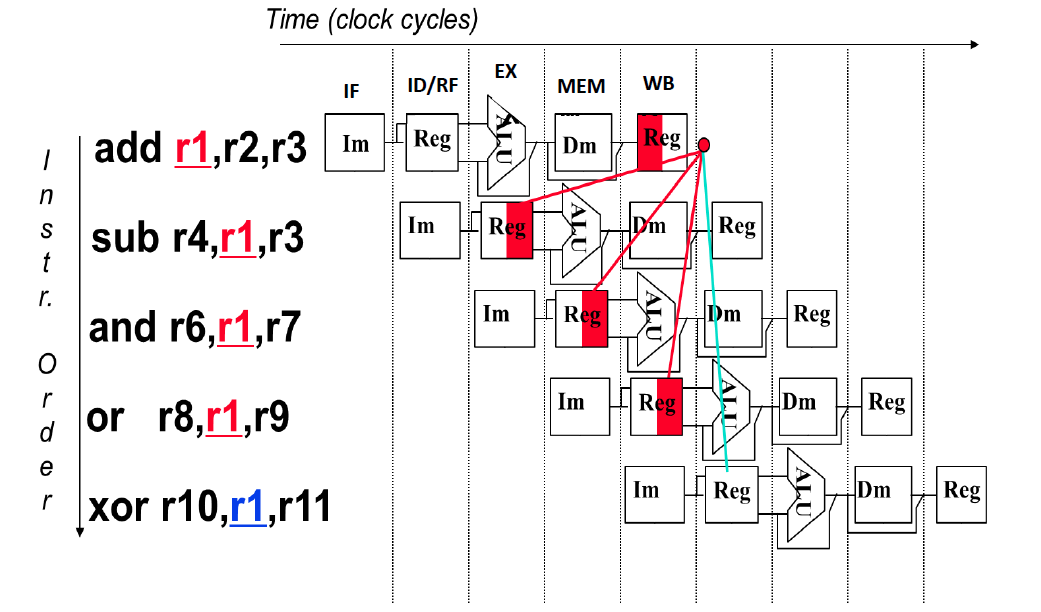 Time (clock cycles)
IF ID/RF EX MEM WB
Instr. Order
add r1,r2,r3 Im Reg ALU Dm Reg
sub r4,r1,r3 Im Reg ALU Dm Reg
and r6,r1,r7 Im Reg ALU Dm Reg
or r8,r1,r9 Im Reg ALU Dm Reg
xor r10,r1,r11 Im Reg ALU Dm Reg